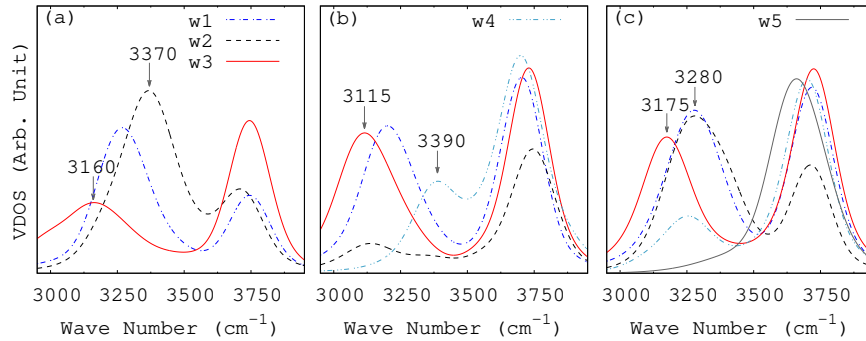 (a)
w1
w2
w3
3370
3160
(b)
w4
3115
3390
(c)
w5
3280
3175
VDOS (Arb. Unit)
3000 3250 3500 3750
3000 3250 3500 3750
3000 3250 3500 3750
Wave Number (cm⁻¹)
Wave Number (cm⁻¹)
Wave Number (cm⁻¹)